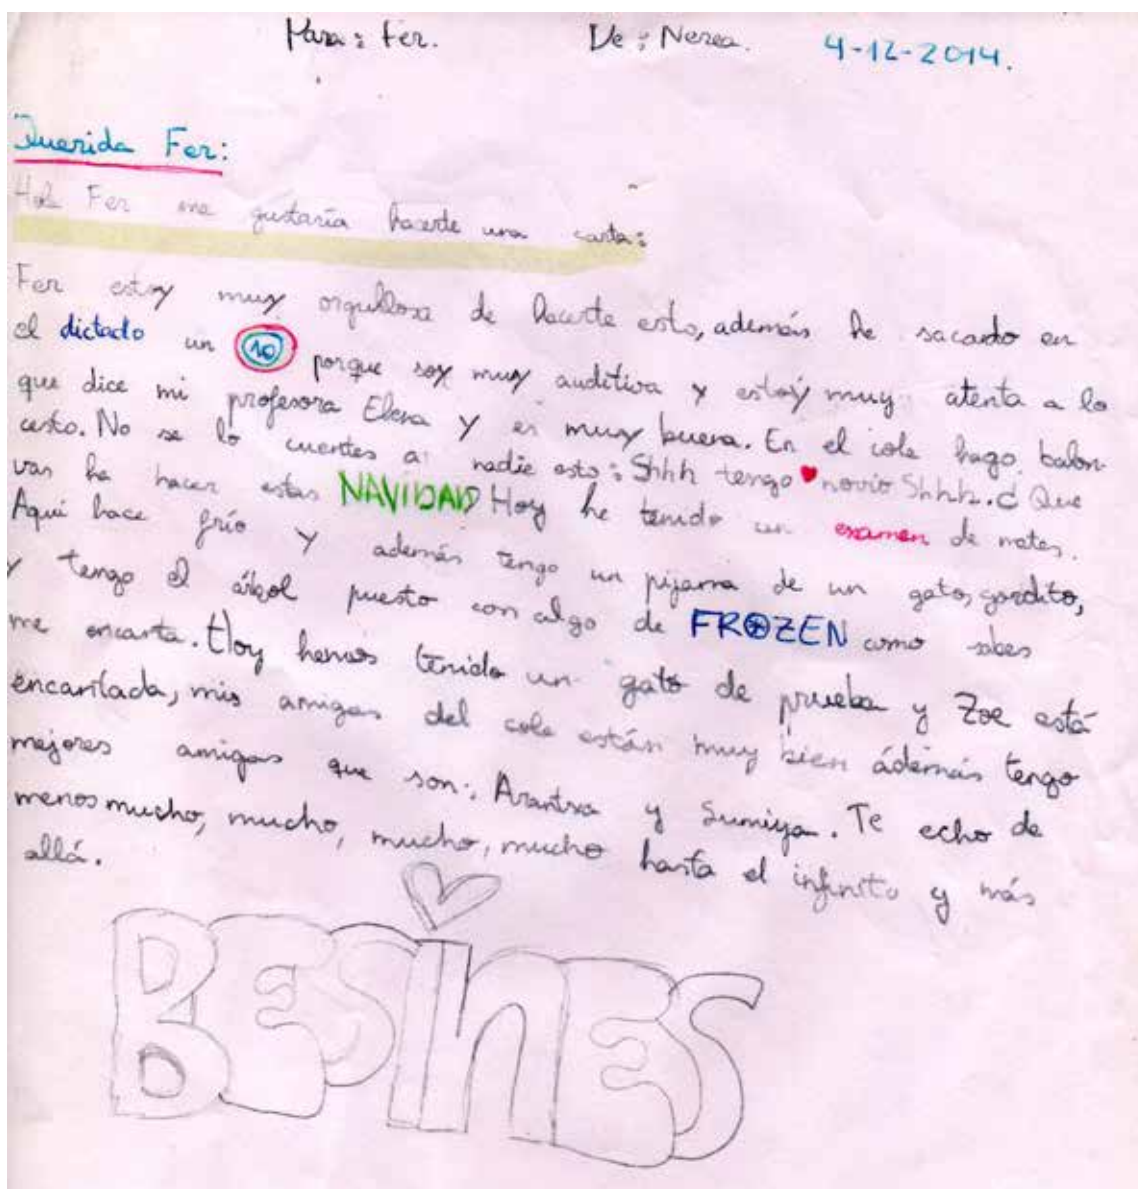 Para: Fer. De: Nerea. 4-12-2014.
Querida Fer:
Hola Fer me gustaría hacerte una carta:
Fer estoy muy orgullosa de hacerte esto, además he sacado en
el dictado un 10 porque soy muy auditiva y estoy muy atenta a lo
que dice mi profesora Elena y es muy buena. En el cole hago balon-
cesto. No se lo cuentes a nadie esto: Shhh tengo ♥ novio Shhh. ¿Que
vas ha hacer estas NAVIDAD Hoy he tenido un examen de mates.
Aquí hace frío y además tengo un pijama de un gato, gordito,
y tengo el árbol puesto con algo de FROZEN como sabes
me encanta. Hoy hemos tenido un gato de prueba y Zoe está
encantada, mis amigas del cole están muy bien ádemás tengo
mejores amigas que son: Arantxa y Sumiya. Te echo de
menos mucho, mucho, mucho, mucho hasta el infinito y más
allá.
BESINES